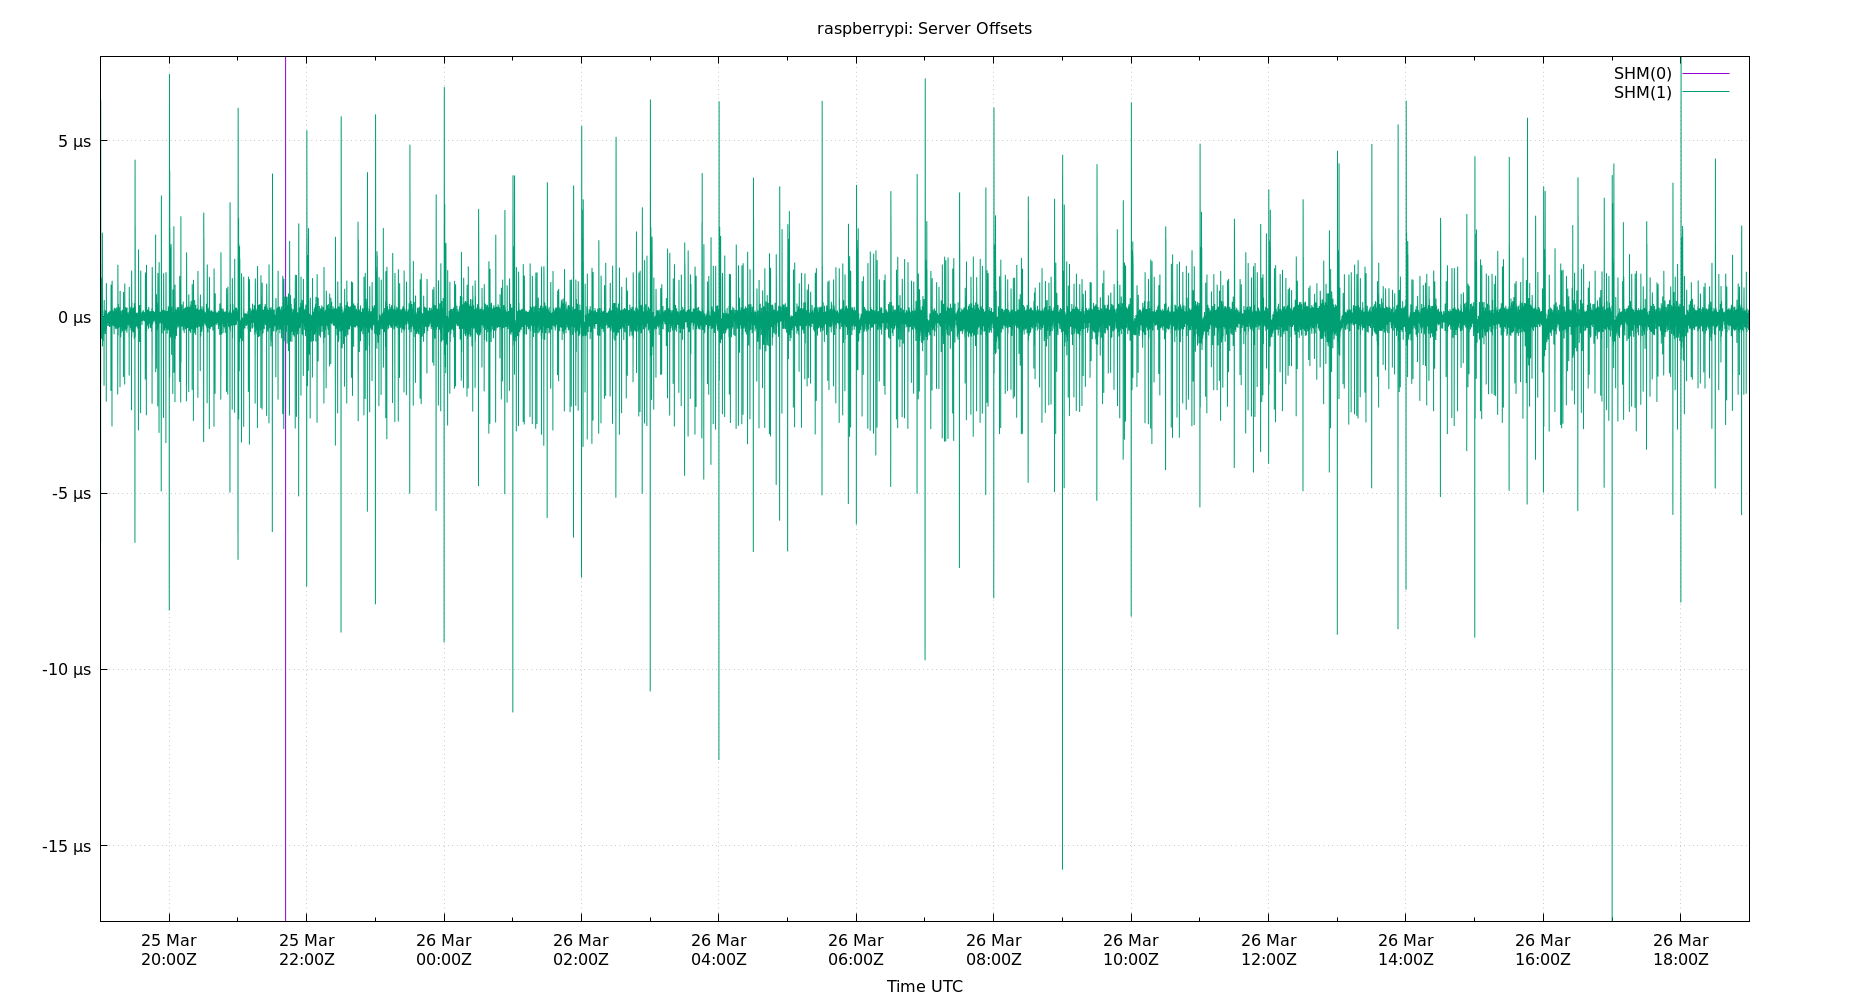 raspberrypi: Server Offsets
SHM(0)
SHM(1)
5 µs
0 µs
-5 µs
-10 µs
-15 µs
25 Mar 25 Mar 26 Mar 26 Mar 26 Mar 26 Mar 26 Mar 26 Mar 26 Mar 26 Mar 26 Mar 26 Mar
20:00Z 22:00Z 00:00Z 02:00Z 04:00Z 06:00Z 08:00Z 10:00Z 12:00Z 14:00Z 16:00Z 18:00Z
Time UTC